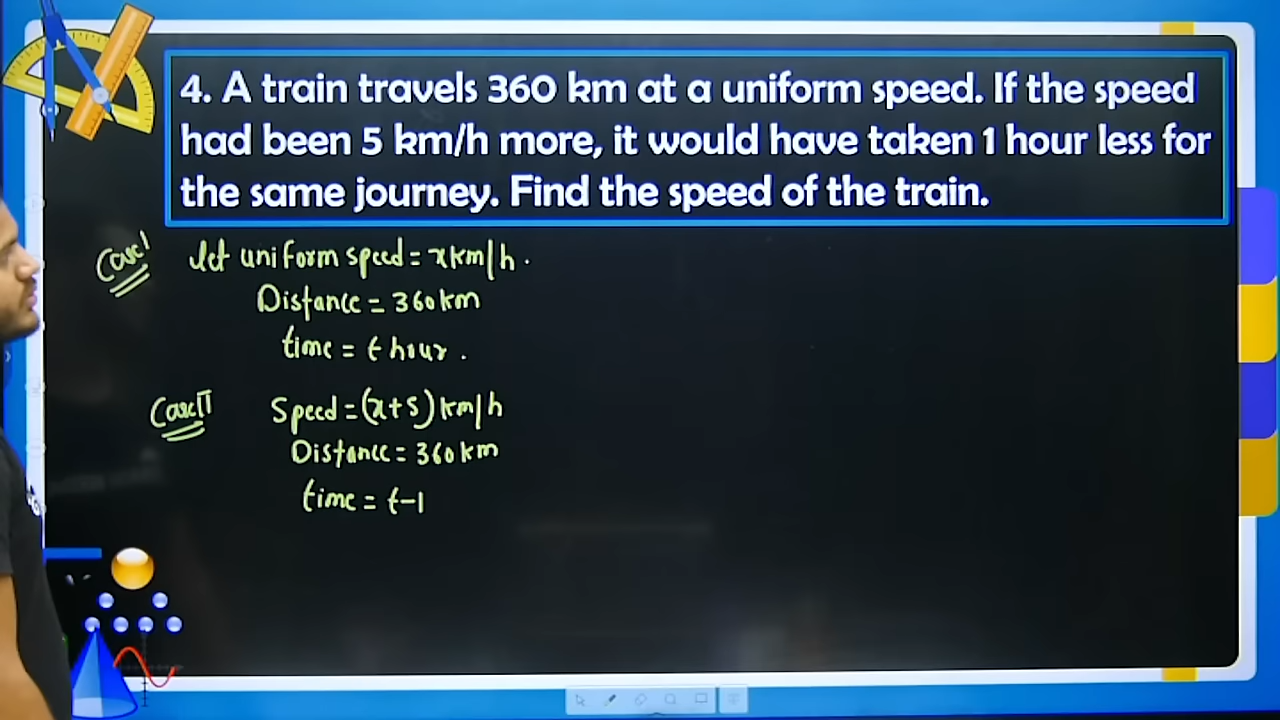 4. A train travels 360 km at a uniform speed. If the speed
had been 5 km/h more, it would have taken 1 hour less for
the same journey. Find the speed of the train.
Case I let uniform speed = x km/h.
Distance = 360 km
time = t hour.
Case II Speed = (x+5) km/h
Distance = 360 km
time = t-1